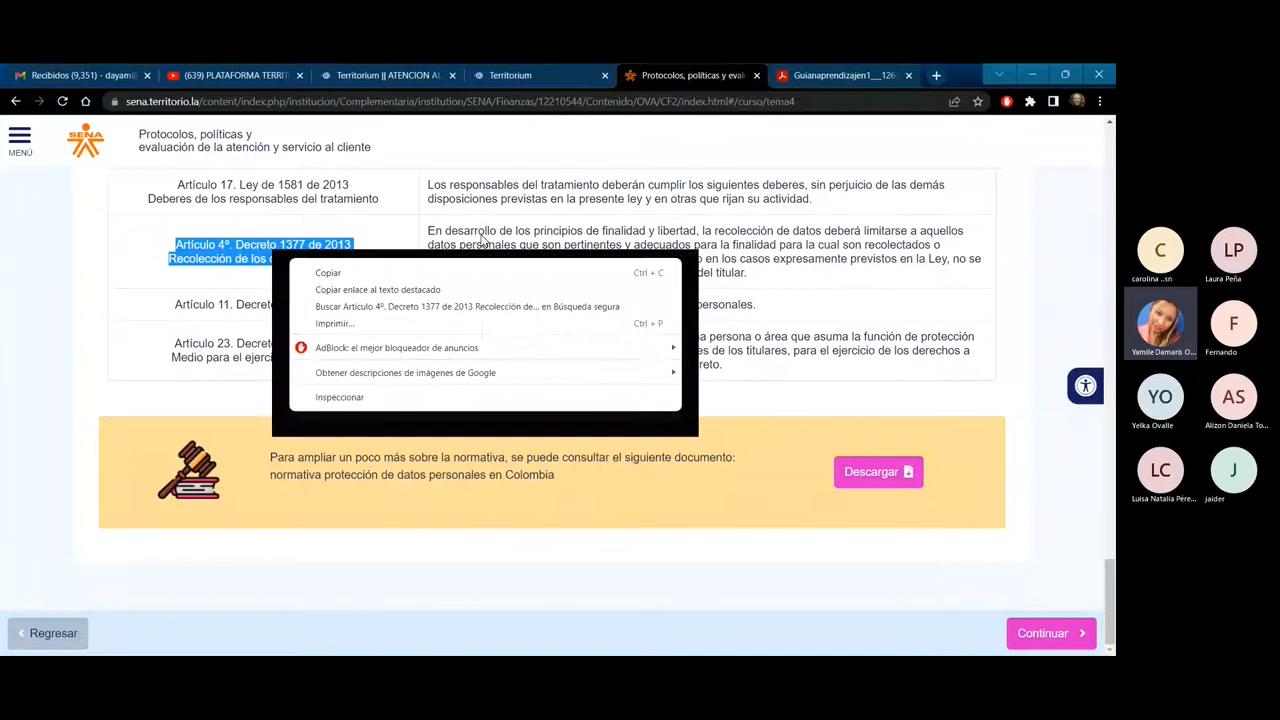 Recibidos (9,351) - dayam@
(639) PLATAFORMA TERRIT
Territorium || ATENCION AL
Territorium
Protocolos, políticas y eval
Guianaprendizajen1___126
sena.territorio.la/content/index.php/institucion/Complementaria/institution/SENA/Finanzas/12210544/Contenido/OVA/CF2/index.html#/curso/tema4
MENÚ
SENA
Protocolos, políticas y
evaluación de la atención y servicio al cliente
Artículo 17. Ley de 1581 de 2013
Deberes de los responsables del tratamiento
Los responsables del tratamiento deberán cumplir los siguientes deberes, sin perjuicio de las demás
disposiciones previstas en la presente ley y en otras que rijan su actividad.
Artículo 4º. Decreto 1377 de 2013
Recolección de los
En desarrollo de los principios de finalidad y libertad, la recolección de datos deberá limitarse a aquellos
datos personales que son pertinentes y adecuados para la finalidad para la cual son recolectados o
o en los casos expresamente previstos en la Ley, no se
del titular.
Artículo 11. Decre
personales.
Artículo 23. Decre
Medio para el ejerci
na persona o área que asuma la función de protección
es de los titulares, para el ejercicio de los derechos a
reto.
Copiar Ctrl + C
Copiar enlace al texto destacado
Buscar Artículo 4º. Decreto 1377 de 2013 Recolección de... en Búsqueda segura
Imprimir... Ctrl + P
AdBlock: el mejor bloqueador de anuncios
Obtener descripciones de imágenes de Google
Inspeccionar
Para ampliar un poco más sobre la normativa, se puede consultar el siguiente documento:
normativa protección de datos personales en Colombia
Descargar
Regresar
Continuar
C
carolina ..sn
LP
Laura Peña
Yamile Damaris O...
F
Fernando
YO
Yelka Ovalle
AS
Alizon Daniela To...
LC
Luisa Natalia Pére...
J
jaider